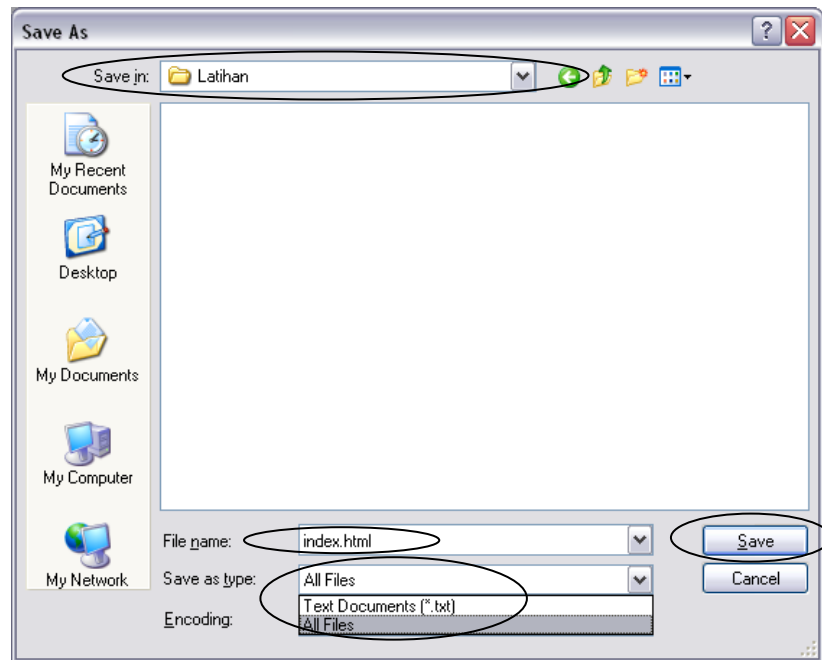 Save As
Save in: Latihan
My Recent
Documents
Desktop
My Documents
My Computer
My Network
File name: index.html Save
Save as type: All Files Cancel
Text Documents (*.txt)
Encoding: All Files